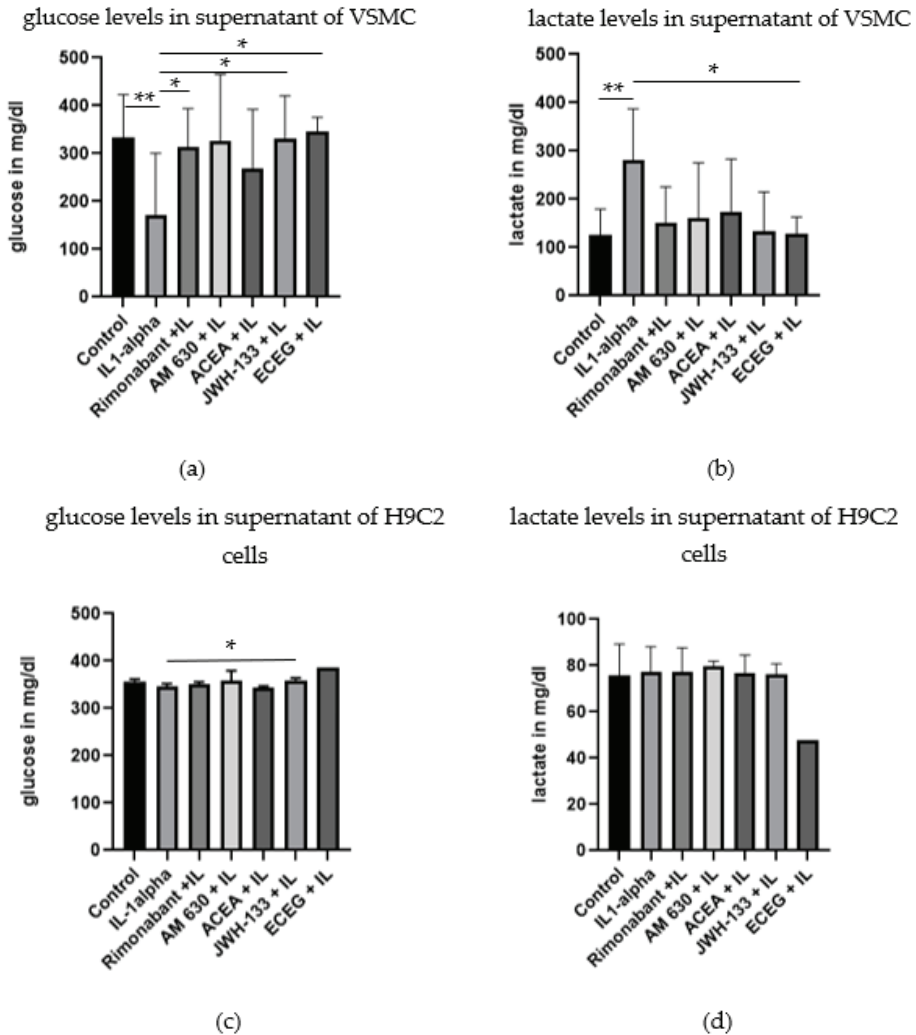 glucose levels in supernatant of VSMC
glucose in mg/dl
500
400
300
200
100
0
*
*
** *
Control
IL1-alpha
Rimonabant +IL
AM 630 + IL
ACEA + IL
JWH-133 + IL
ECEG + IL
(a)
lactate levels in supernatant of VSMC
lactate in mg/dl
500
400
300
200
100
0
** *
Control
IL1-alpha
Rimonabant +IL
AM 630 + IL
ACEA + IL
JWH-133 + IL
ECEG + IL
(b)
glucose levels in supernatant of H9C2
cells
glucose in mg/dl
500
400
300
200
100
0
*
Control
IL-1alpha
Rimonabant +IL
AM 630 + IL
ACEA + IL
JWH-133 + IL
ECEG + IL
(c)
lactate levels in supernatant of H9C2
cells
lactate in mg/dl
100
80
60
40
20
0
Control
IL1-alpha
Rimonabant +IL
AM 630 + IL
ACEA + IL
JWH-133 + IL
ECEG + IL
(d)